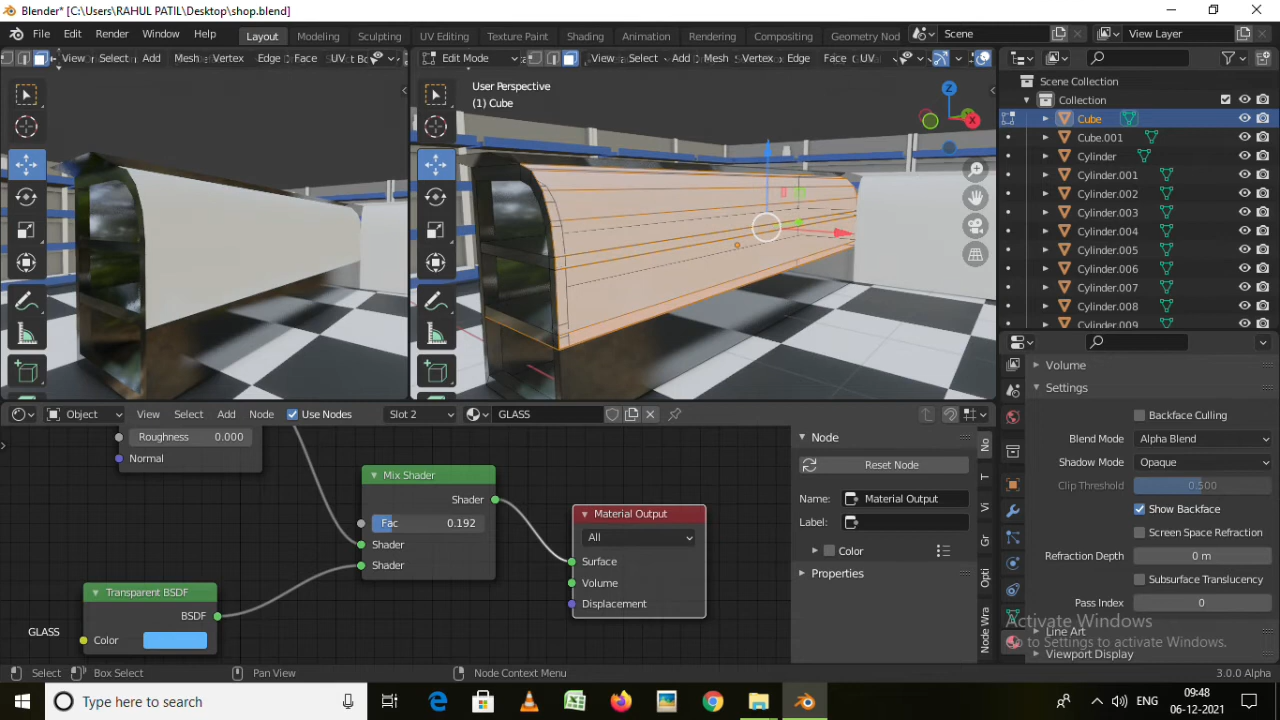 Blender* [C:\Users\RAHUL PATIL\Desktop\shop.blend]
File Edit Render Window Help Layout Modeling Sculpting UV Editing Texture Paint Shading Animation Rendering Compositing Geometry Nod Scene View Layer
View Select Add Mesh Vertex Edge Face UV
Edit Mode View Select Add Mesh Vertex Edge Face UV
User Perspective
(1) Cube
Z
X
Scene Collection
Collection
Cube
Cube.001
Cylinder
Cylinder.001
Cylinder.002
Cylinder.003
Cylinder.004
Cylinder.005
Cylinder.006
Cylinder.007
Cylinder.008
Cylinder.009
Volume
Settings
Backface Culling
Blend Mode Alpha Blend
Shadow Mode Opaque
Clip Threshold 0.500
Show Backface
Screen Space Refraction
Refraction Depth 0 m
Subsurface Translucency
Pass Index 0
Line Art
Viewport Display
Activate Windows
Go to Settings to activate Windows.
Object View Select Add Node Use Nodes Slot 2 GLASS
Roughness 0.000
Normal
Mix Shader
Shader
Fac 0.192
Shader
Shader
Transparent BSDF
BSDF
Color
GLASS
Material Output
All
Surface
Volume
Displacement
Node
Reset Node
Name: Material Output
Label:
Color
Properties
No
T
Vi
Gr
Opti
Node Wra
Select Box Select Pan View Node Context Menu 3.0.0 Alpha
Type here to search
ENG
09:48
06-12-2021